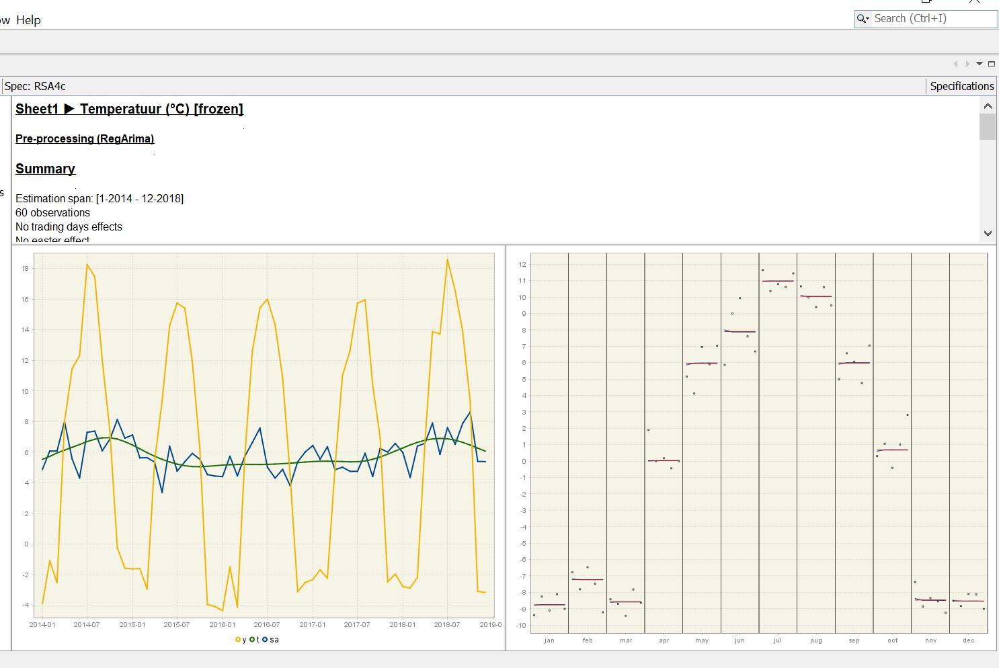 Help
Search (Ctrl+I)
Spec: RSA4c
Specifications
Sheet1 ▶ Temperatuur (°C) [frozen]
Pre-processing (RegArima)
Summary
Estimation span: [1-2014 - 12-2018]
60 observations
No trading days effects
No easter effect
18
16
14
12
10
8
6
4
2
0
-2
-4
2014-01 2014-07 2015-01 2015-07 2016-01 2016-07 2017-01 2017-07 2018-01 2018-07 2019-0
y t sa
12
11
10
9
8
7
6
5
4
3
2
1
0
-1
-2
-3
-4
-5
-6
-7
-8
-9
-10
jan feb mar apr may jun jul aug sep oct nov dec